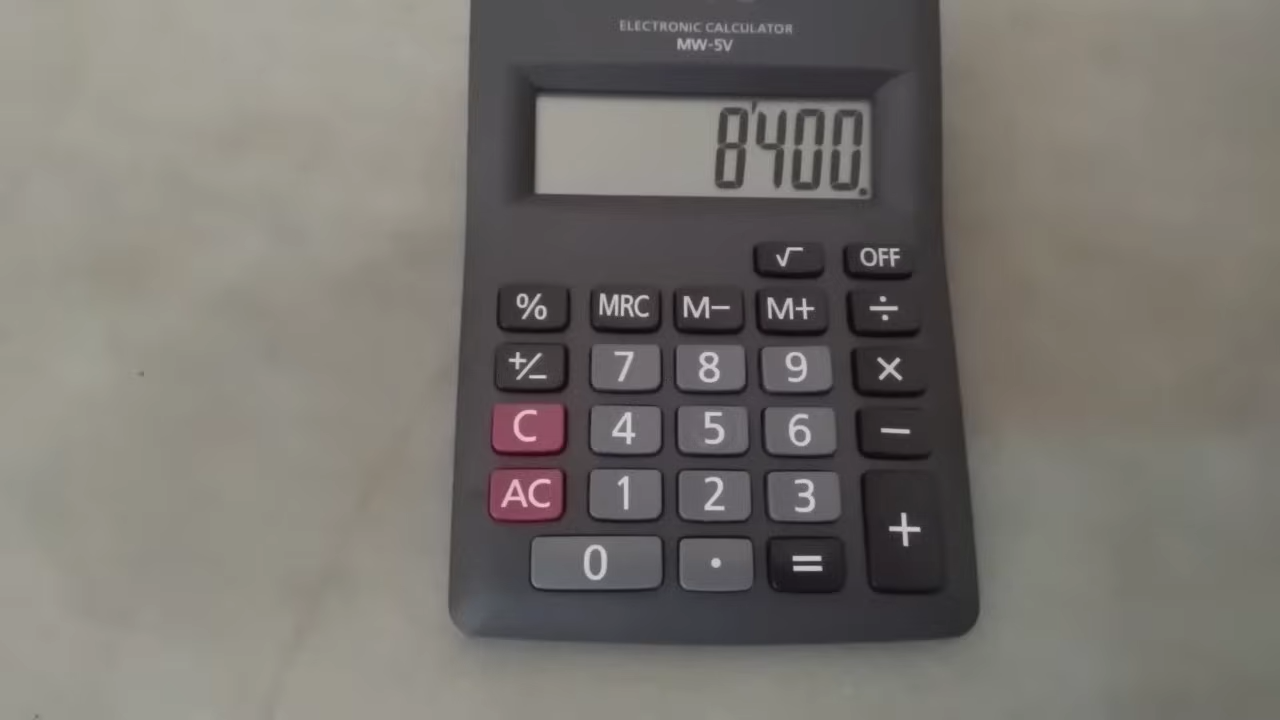 ELECTRONIC CALCULATOR
MW-5V
8'400.
√ OFF
% MRC M− M+ ÷
+/− 7 8 9 ×
C 4 5 6 −
AC 1 2 3 +
0 . =